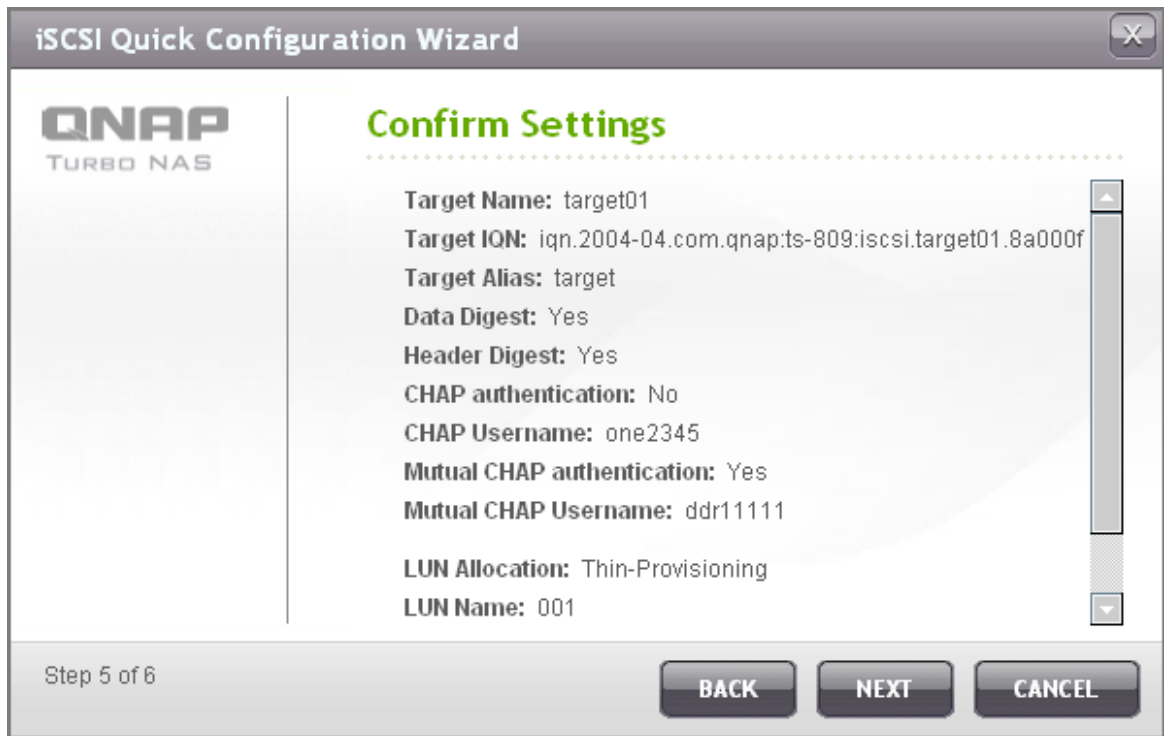 iSCSI Quick Configuration Wizard
X
QNAP
TURBO NAS
Confirm Settings
Target Name: target01
Target IQN: iqn.2004-04.com.qnap:ts-809:iscsi.target01.8a000f
Target Alias: target
Data Digest: Yes
Header Digest: Yes
CHAP authentication: No
CHAP Username: one2345
Mutual CHAP authentication: Yes
Mutual CHAP Username: ddr11111
LUN Allocation: Thin-Provisioning
LUN Name: 001
Step 5 of 6
BACK
NEXT
CANCEL